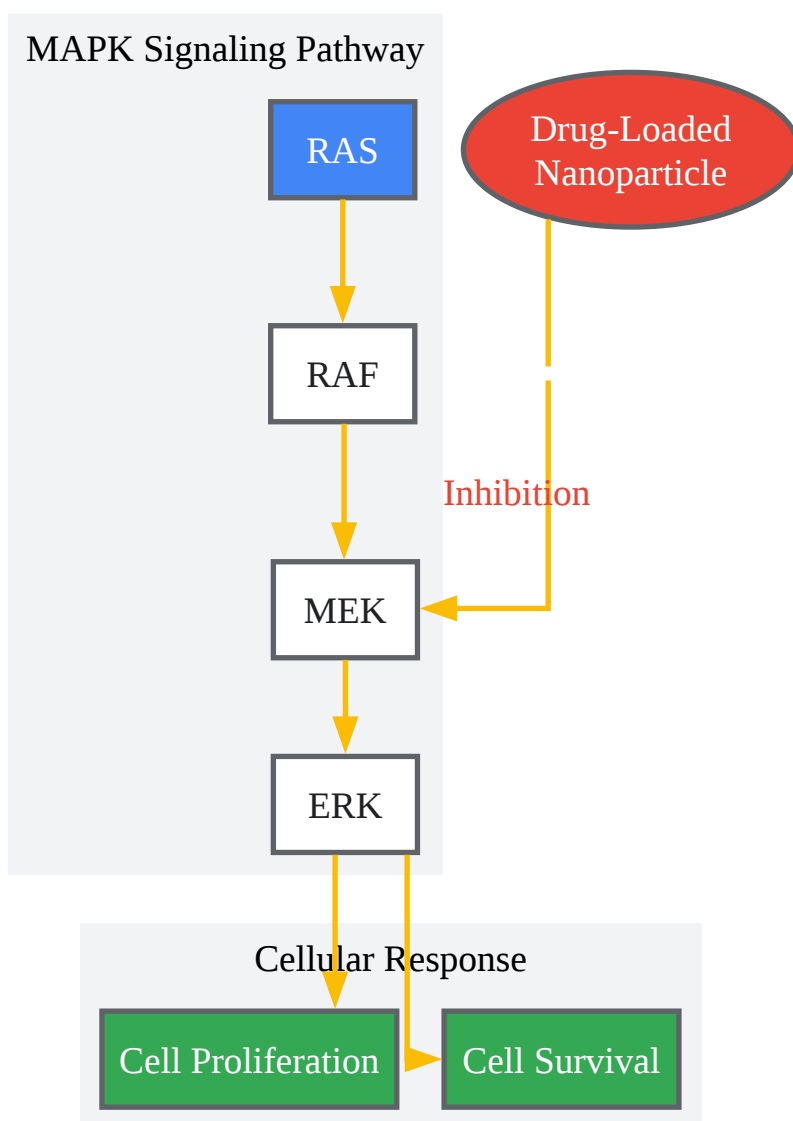 MAPK Signaling Pathway
RAS
Drug-Loaded
Nanoparticle
RAF
Inhibition
MEK
ERK
Cellular Response
Cell Proliferation
Cell Survival